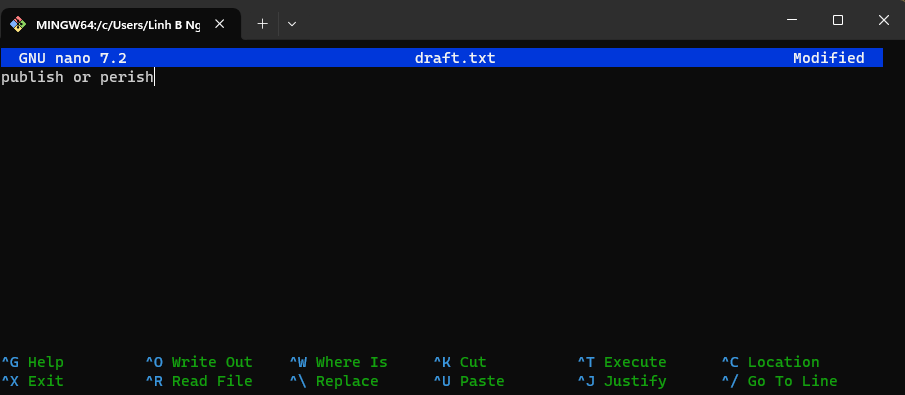 MINGW64:/c/Users/Linh B Ng
GNU nano 7.2 draft.txt Modified
publish or perish
^G Help ^O Write Out ^W Where Is ^K Cut ^T Execute ^C Location
^X Exit ^R Read File ^\ Replace ^U Paste ^J Justify ^/ Go To Line